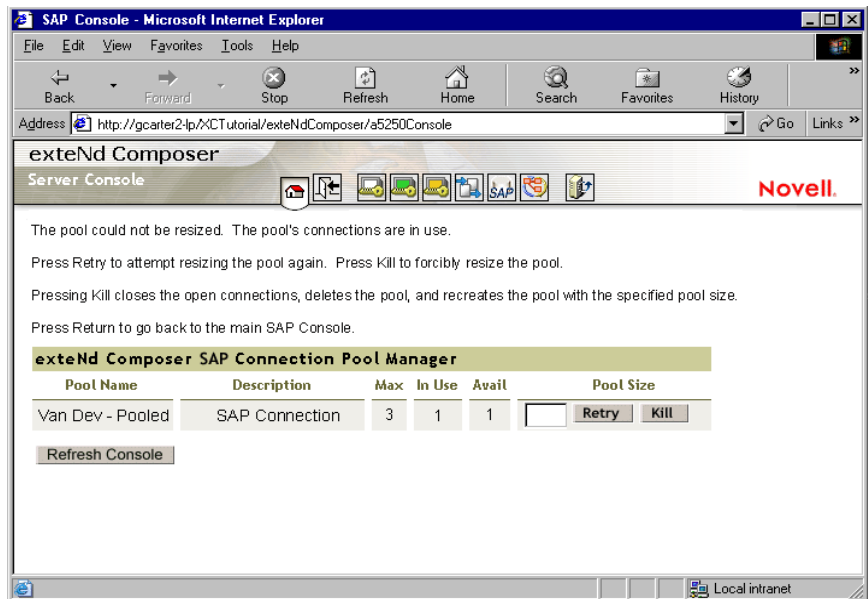 SAP Console - Microsoft Internet Explorer
File Edit View Favorites Tools Help
Back Forward Stop Refresh Home Search Favorites History »
Address http://gcarter2-lp/XCTutorial/exteNdComposer/a5250Console Go Links »
exteNd Composer
Server Console
SAP
Novell.
The pool could not be resized. The pool's connections are in use.
Press Retry to attempt resizing the pool again. Press Kill to forcibly resize the pool.
Pressing Kill closes the open connections, deletes the pool, and recreates the pool with the specified pool size.
Press Return to go back to the main SAP Console.
exteNd Composer SAP Connection Pool Manager
Pool Name Description Max In Use Avail Pool Size
Van Dev - Pooled SAP Connection 3 1 1 Retry Kill
Refresh Console
Local intranet